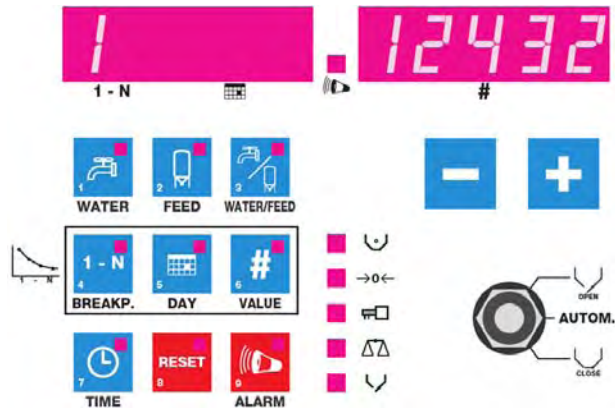 1 12432
1 - N #
1 2 3
WATER FEED WATER/FEED
1 - N #
4 5 6
BREAKP. DAY VALUE
1 - N
→0←
OPEN
AUTOM.
CLOSE
RESET
7 8 9
TIME ALARM